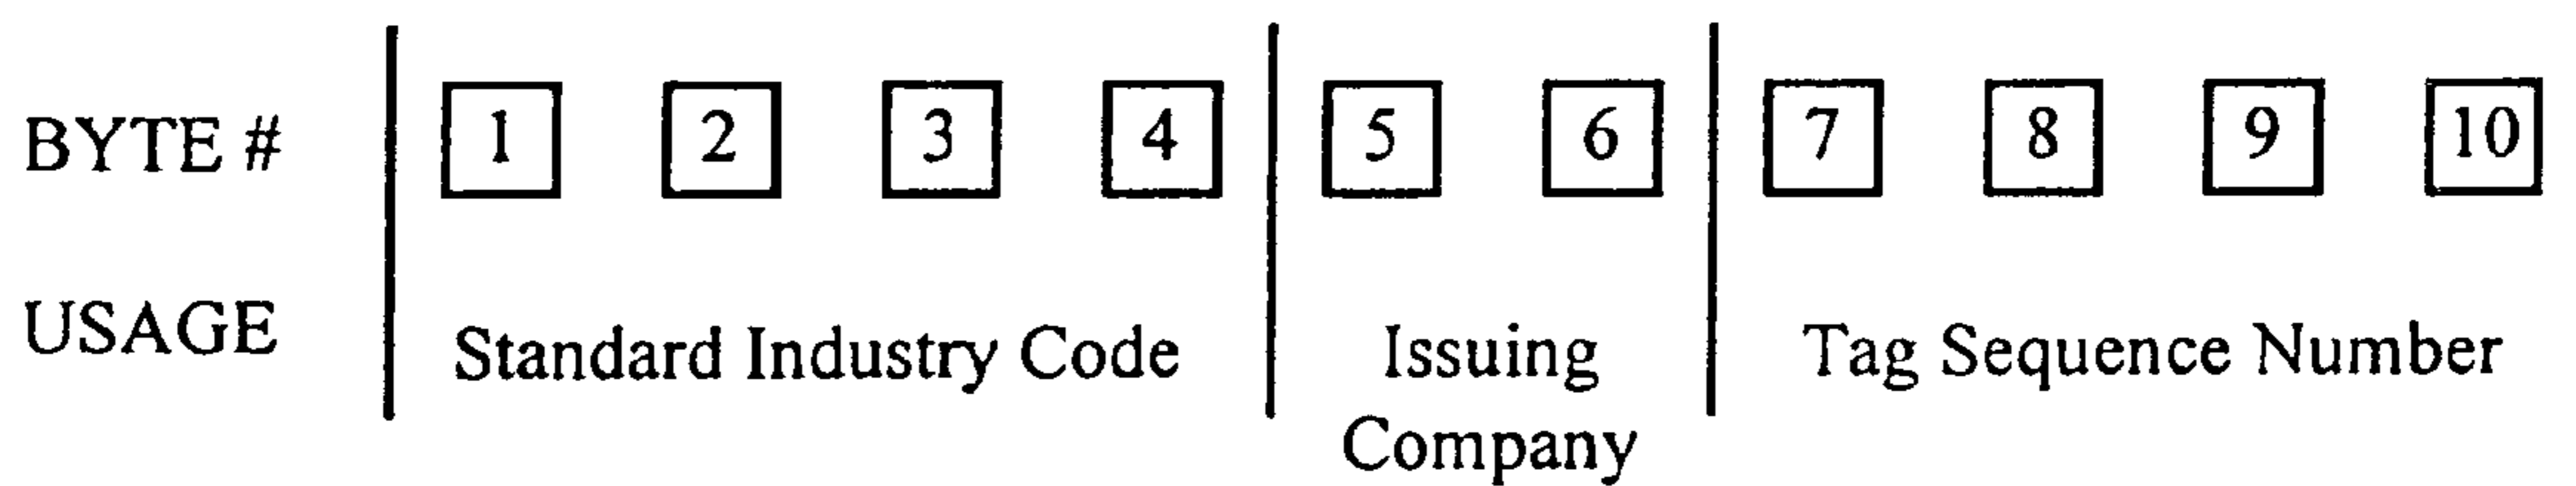 BYTE # 1 2 3 4 5 6 7 8 9 10
USAGE Standard Industry Code Issuing Tag Sequence Number
Company